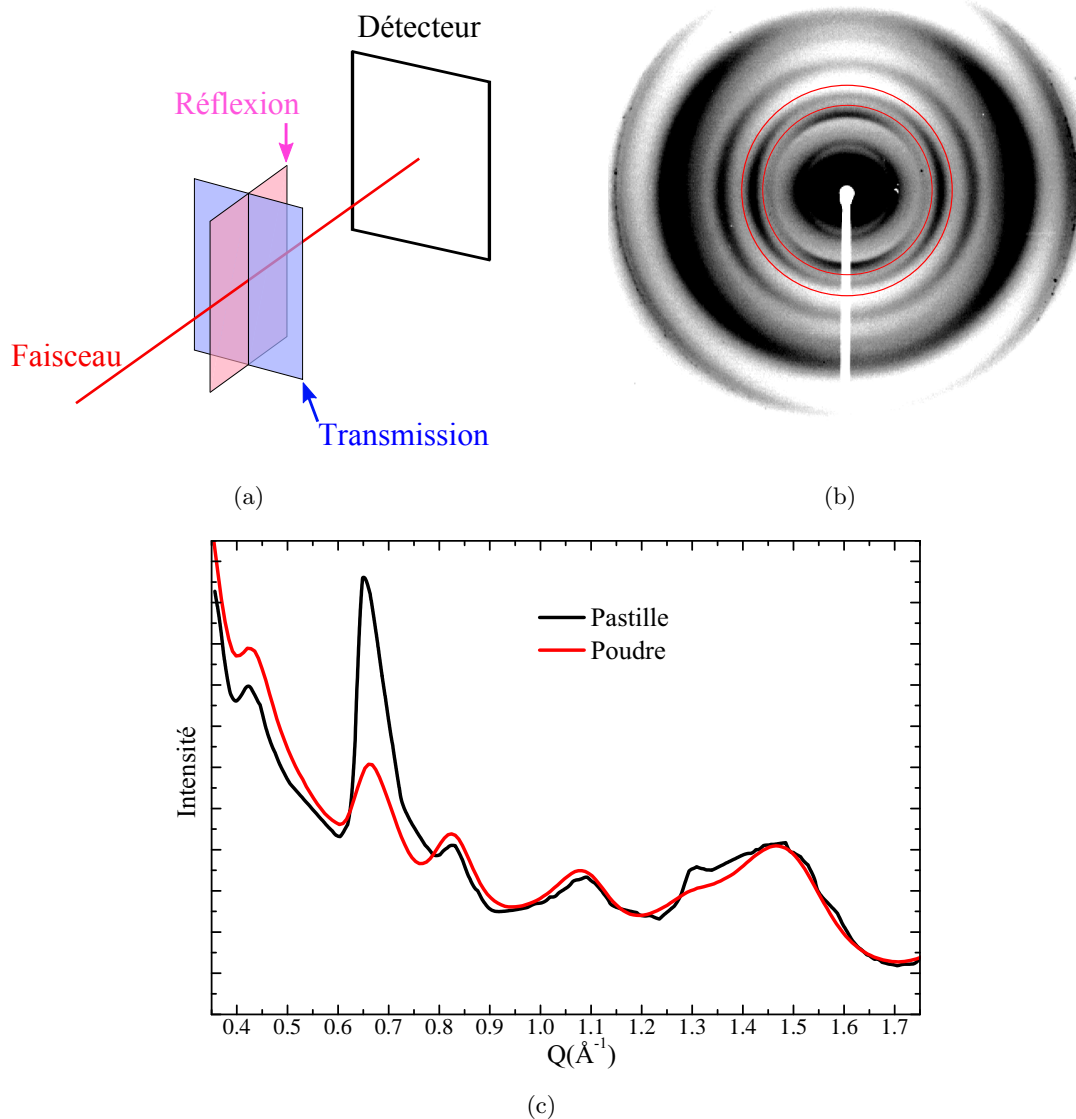 Détecteur
Réflexion
Faisceau
Transmission
(a)
(b)
Pastille
Poudre
Intensité
0.4 0.5 0.6 0.7 0.8 0.9 1.0 1.1 1.2 1.3 1.4 1.5 1.6 1.7
Q(Å⁻¹)
(c)